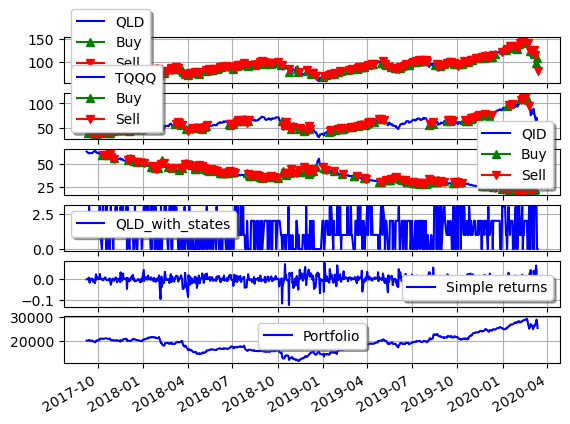 QLD
Buy
Sell
150
100
TQQQ
Buy
Sell
100
50
QID
Buy
Sell
50
25
QLD_with_states
2.5
0.0
Simple returns
0.0
−0.1
Portfolio
30000
20000
2017-10 2018-01 2018-04 2018-07 2018-10 2019-01 2019-04 2019-07 2019-10 2020-01 2020-04